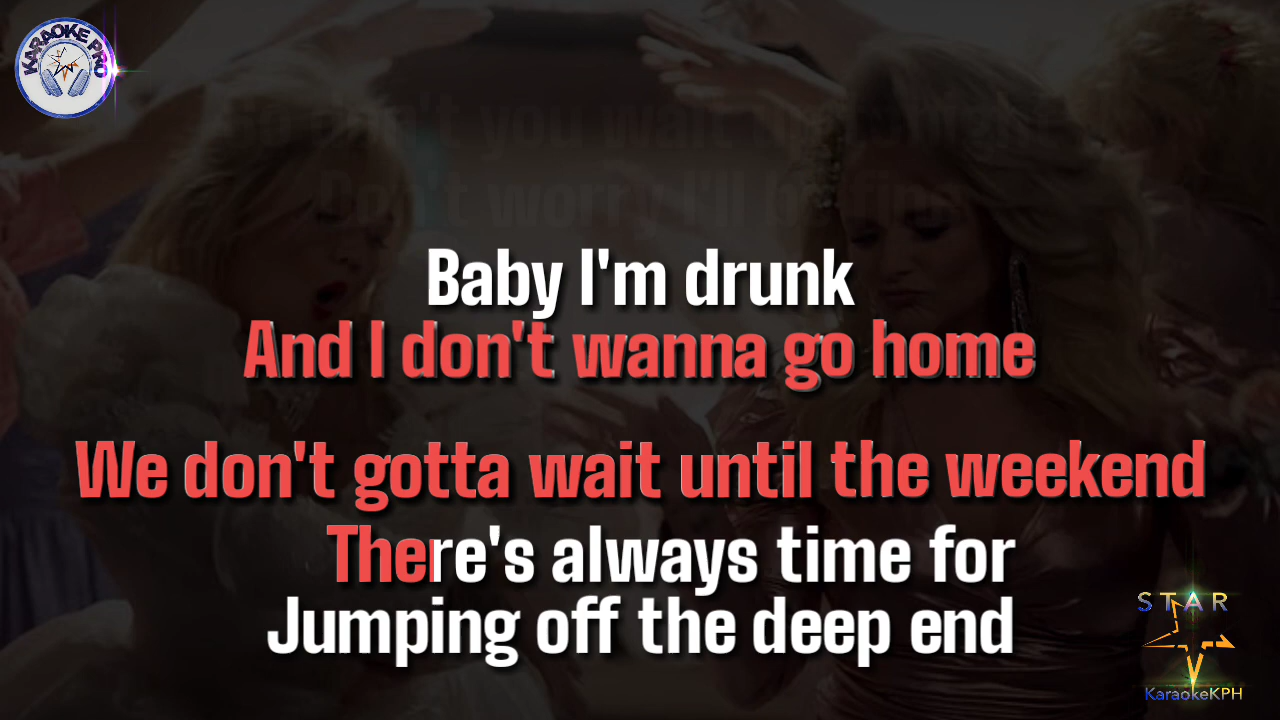 KARAOKE PRO
Baby I'm drunk
And I don't wanna go home
We don't gotta wait until the weekend
There's always time for
Jumping off the deep end
STAR
KaraokeKPH